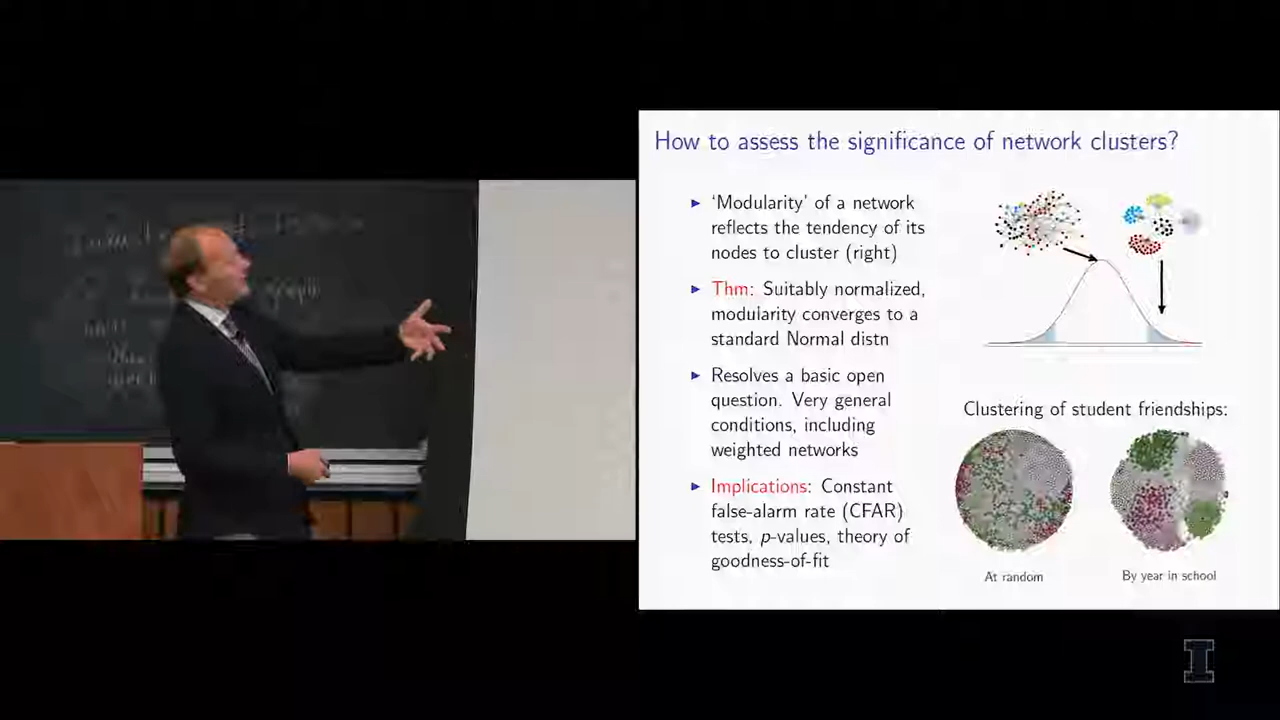 How to assess the significance of network clusters?
► ‘Modularity’ of a network
reflects the tendency of its
nodes to cluster (right)
► Thm: Suitably normalized,
modularity converges to a
standard Normal distn
► Resolves a basic open
question. Very general
conditions, including
weighted networks
► Implications: Constant
false-alarm rate (CFAR)
tests, p-values, theory of
goodness-of-fit
Clustering of student friendships:
At random
By year in school
I